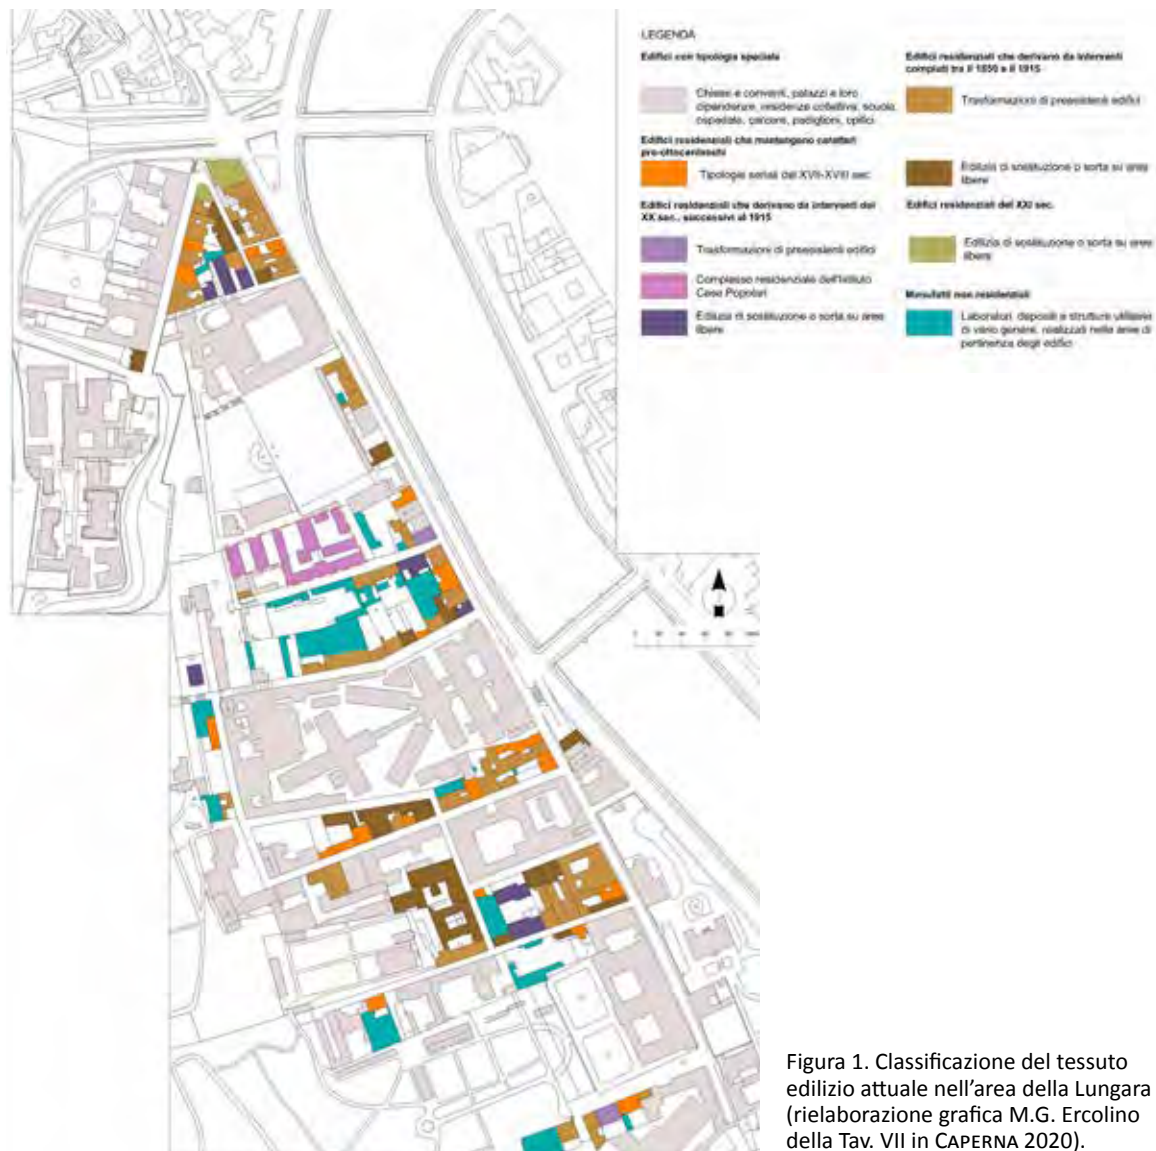 LEGENDA
Edifici con tipologia speciale
Chiese e conventi, palazzi e loro
dipendenze, residenze collettive, scuole,
ospedale, carcere, padiglioni, opifici
Edifici residenziali che mantengono caratteri
pre-ottocenteschi
Tipologie seriali del XVII-XVIII sec.
Edifici residenziali che derivano da interventi del
XX sec., successivi al 1915
Trasformazioni di preesistenti edifici
Complesso residenziale dell'Istituto
Case Popolari
Edilizia di sostituzione o sorta su aree
libere
Edifici residenziali che derivano da interventi
compiuti tra il 1850 e il 1915
Trasformazioni di preesistenti edifici
Edilizia di sostituzione o sorta su aree
libere
Edifici residenziali del XXI sec.
Edilizia di sostituzione o sorta su aree
libere
Manufatti non residenziali
Laboratori, depositi e strutture utilitarie
di vario genere, realizzati nelle aree di
pertinenza degli edifici
Figura 1. Classificazione del tessuto
edilizio attuale nell'area della Lungara
(rielaborazione grafica M.G. Ercolino
della Tav. VII in CAPERNA 2020).